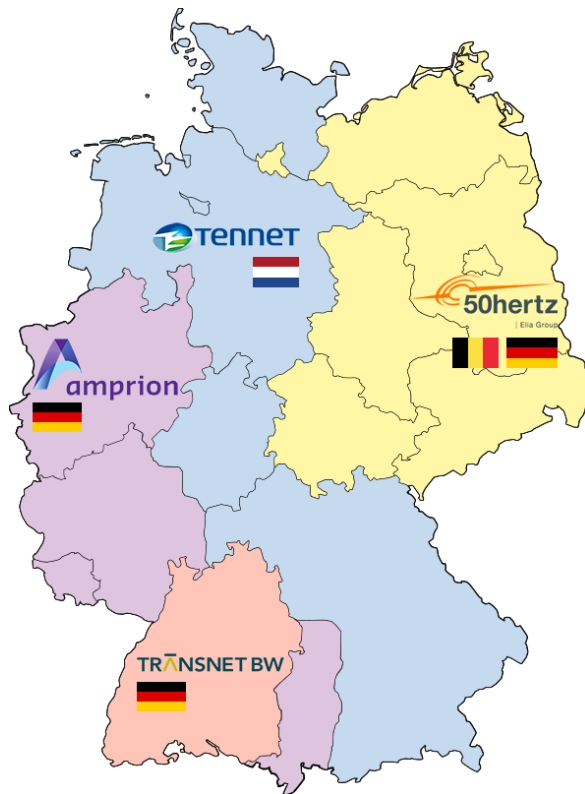 TENNET
50hertz
| Elia Group
amprion
TRANSNET BW